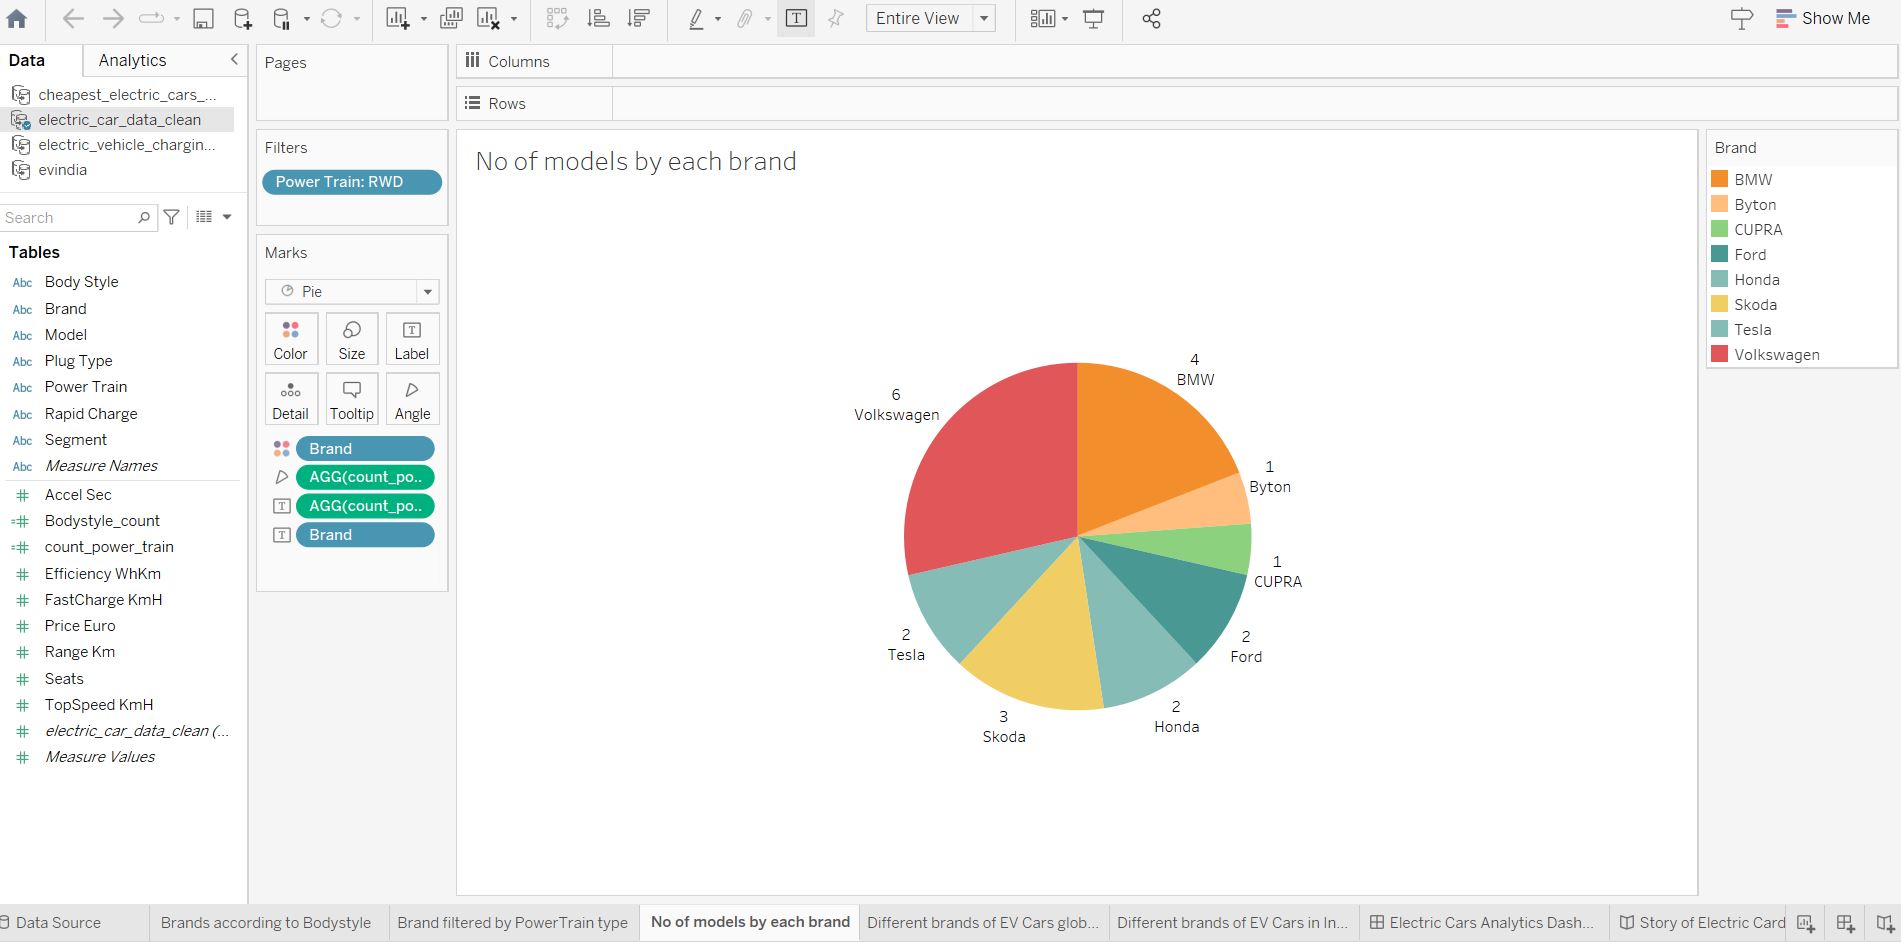 Entire View
Show Me
Data
Analytics
cheapest_electric_cars_...
electric_car_data_clean
electric_vehicle_chargin...
evindia
Search
Tables
Abc Body Style
Abc Brand
Abc Model
Abc Plug Type
Abc Power Train
Abc Rapid Charge
Abc Segment
Abc Measure Names
# Accel Sec
=# Bodystyle_count
=# count_power_train
# Efficiency WhKm
# FastCharge KmH
# Price Euro
# Range Km
# Seats
# TopSpeed KmH
# electric_car_data_clean (...
# Measure Values
Pages
Filters
Power Train: RWD
Marks
Pie
Color
Size
T
Label
Detail
Tooltip
Angle
Brand
AGG(count_po..
T AGG(count_po..
T Brand
Columns
Rows
No of models by each brand
4
BMW
1
Byton
1
CUPRA
2
Ford
2
Honda
3
Skoda
2
Tesla
6
Volkswagen
Brand
BMW
Byton
CUPRA
Ford
Honda
Skoda
Tesla
Volkswagen
Data Source
Brands according to Bodystyle
Brand filtered by PowerTrain type
No of models by each brand
Different brands of EV Cars glob...
Different brands of EV Cars in In...
Electric Cars Analytics Dash...
Story of Electric Card